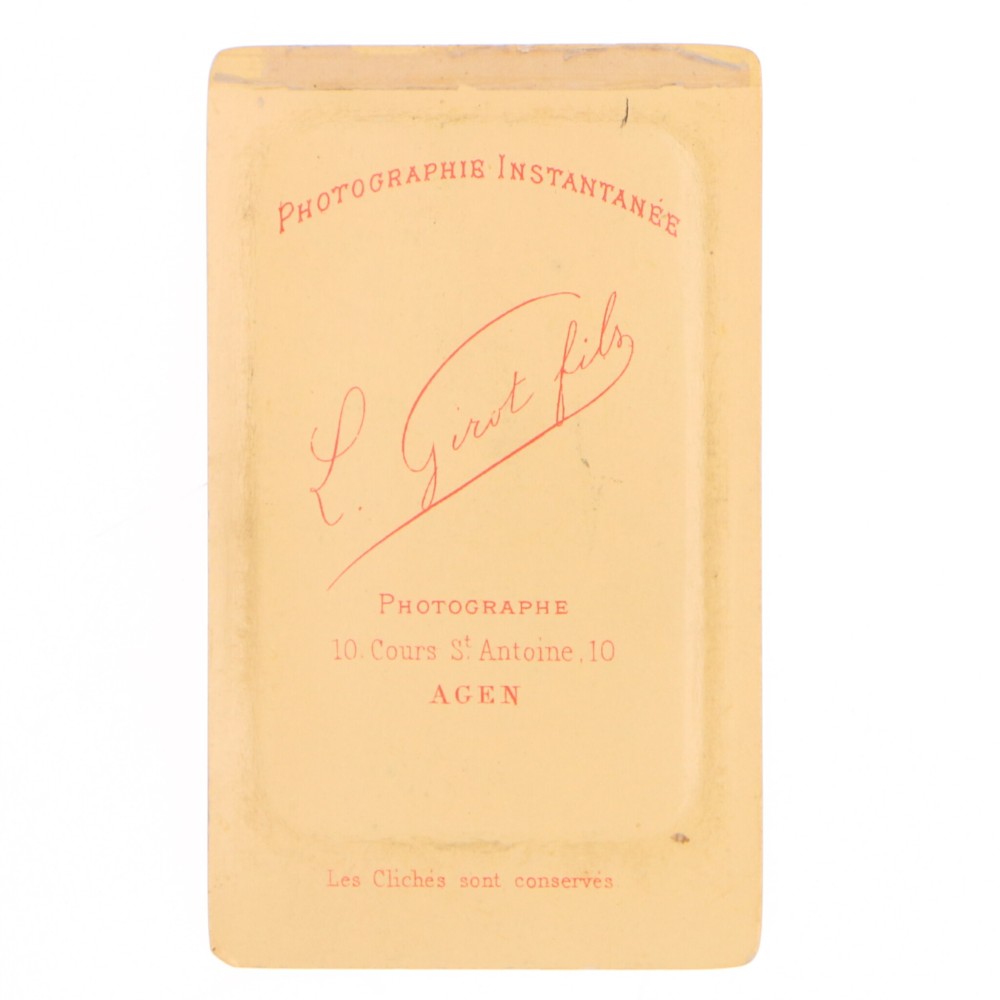 PHOTOGRAPHIE INSTANTANÉE
L. Girot fils
PHOTOGRAPHE
10. Cours St. Antoine, 10
AGEN
Les Clichés sont conservés